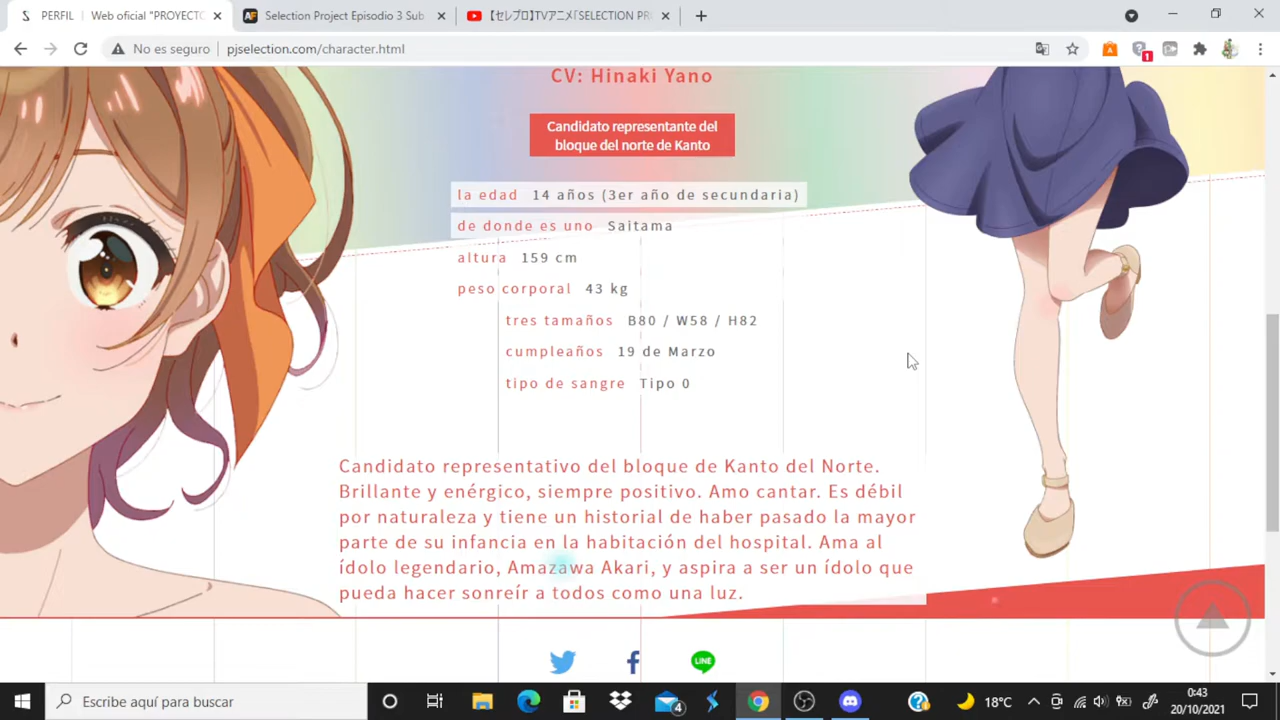 PERFIL | Web oficial "PROYECTO
Selection Project Episodio 3 Sub
【セレプロ】TVアニメ「SELECTION PR
No es seguro | pjselection.com/character.html
1
CV: Hinaki Yano
Candidato representante del
bloque del norte de Kanto
la edad 14 años (3er año de secundaria)
de donde es uno Saitama
altura 159 cm
peso corporal 43 kg
tres tamaños B80 / W58 / H82
cumpleaños 19 de Marzo
tipo de sangre Tipo 0
Candidato representativo del bloque de Kanto del Norte.
Brillante y enérgico, siempre positivo. Amo cantar. Es débil
por naturaleza y tiene un historial de haber pasado la mayor
parte de su infancia en la habitación del hospital. Ama al
ídolo legendario, Amazawa Akari, y aspira a ser un ídolo que
pueda hacer sonreír a todos como una luz.
LINE
Escribe aquí para buscar
4
18°C
0:43
20/10/2021